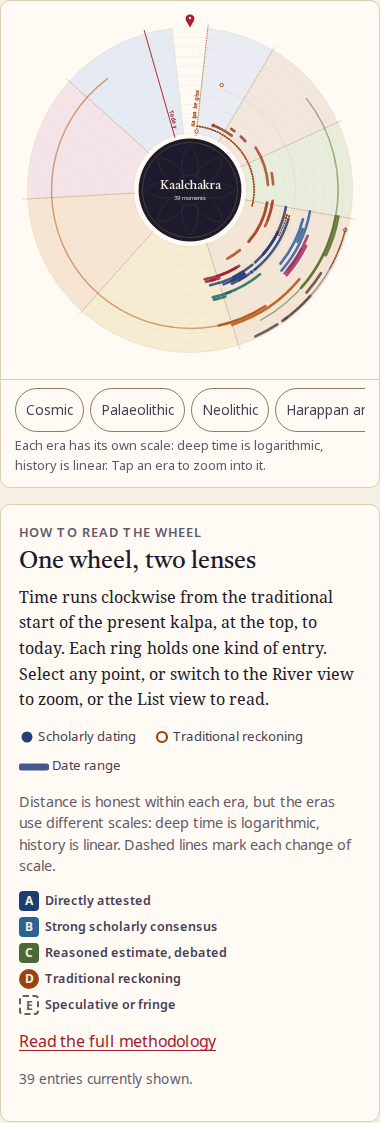 Today
Kaalchakra
39 moments
Cosmic
Palaeolithic
Neolithic
Harappan ar
Each era has its own scale: deep time is logarithmic,
history is linear. Tap an era to zoom into it.
HOW TO READ THE WHEEL
One wheel, two lenses
Time runs clockwise from the traditional
start of the present kalpa, at the top, to
today. Each ring holds one kind of entry.
Select any point, or switch to the River view
to zoom, or the List view to read.
Scholarly dating
Traditional reckoning
Date range
Distance is honest within each era, but the eras
use different scales: deep time is logarithmic,
history is linear. Dashed lines mark each change of
scale.
A Directly attested
B Strong scholarly consensus
C Reasoned estimate, debated
D Traditional reckoning
E Speculative or fringe
Read the full methodology
39 entries currently shown.